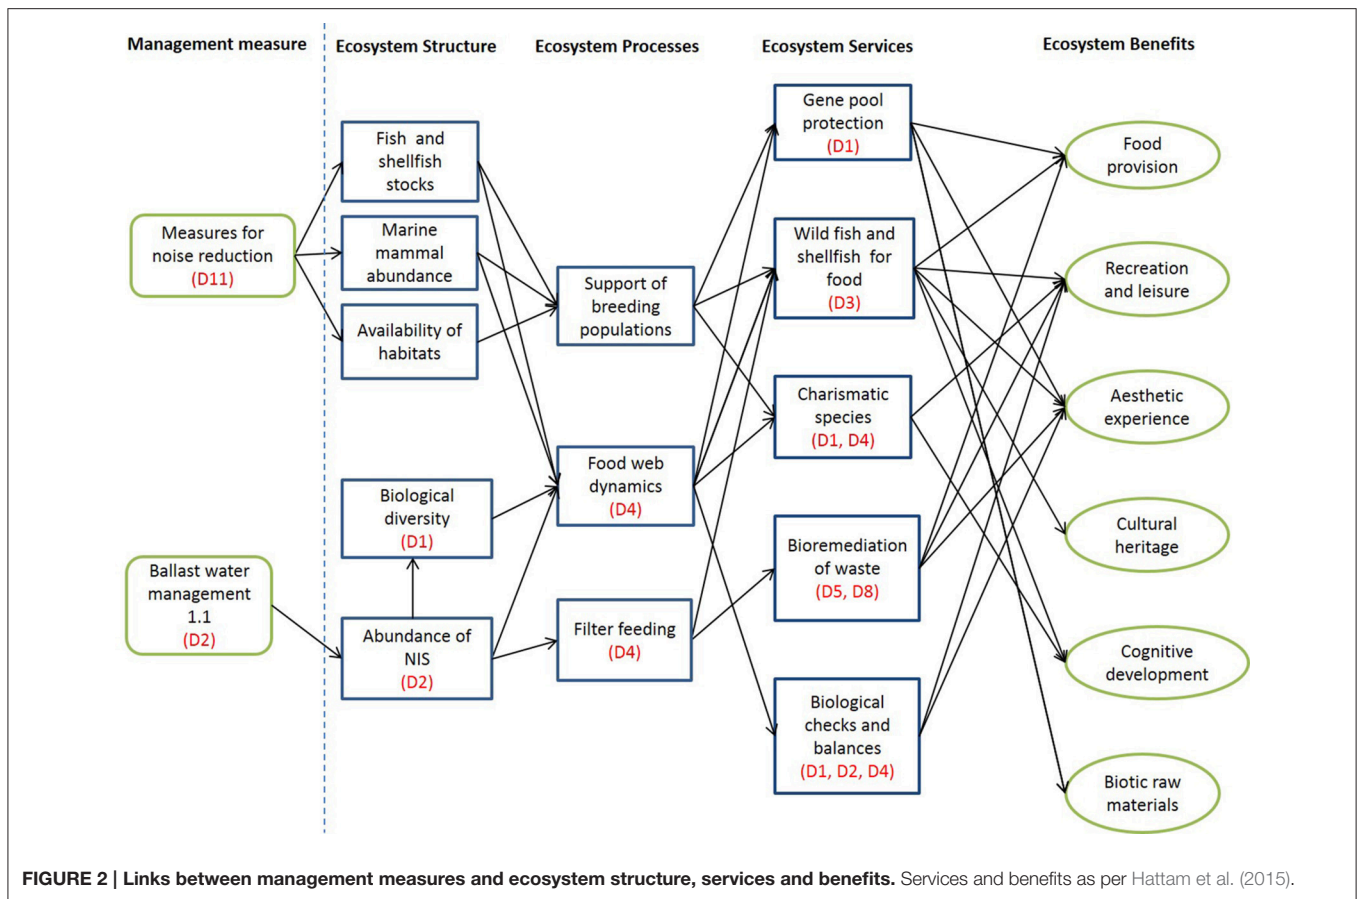 Management measure
Ecosystem Structure
Ecosystem Processes
Ecosystem Services
Ecosystem Benefits
Measures for
noise reduction
(D11)
Ballast water
management
1.1
(D2)
Fish and
shellfish
stocks
Marine
mammal
abundance
Availability of
habitats
Biological
diversity
(D1)
Abundance of
NIS
(D2)
Support of
breeding
populations
Food web
dynamics
(D4)
Filter feeding
(D4)
Gene pool
protection
(D1)
Wild fish and
shellfish for
food
(D3)
Charismatic
species
(D1, D4)
Bioremediation
of waste
(D5, D8)
Biological
checks and
balances
(D1, D2, D4)
Food
provision
Recreation
and leisure
Aesthetic
experience
Cultural
heritage
Cognitive
development
Biotic raw
materials
FIGURE 2 | Links between management measures and ecosystem structure, services and benefits. Services and benefits as per Hattam et al. (2015).